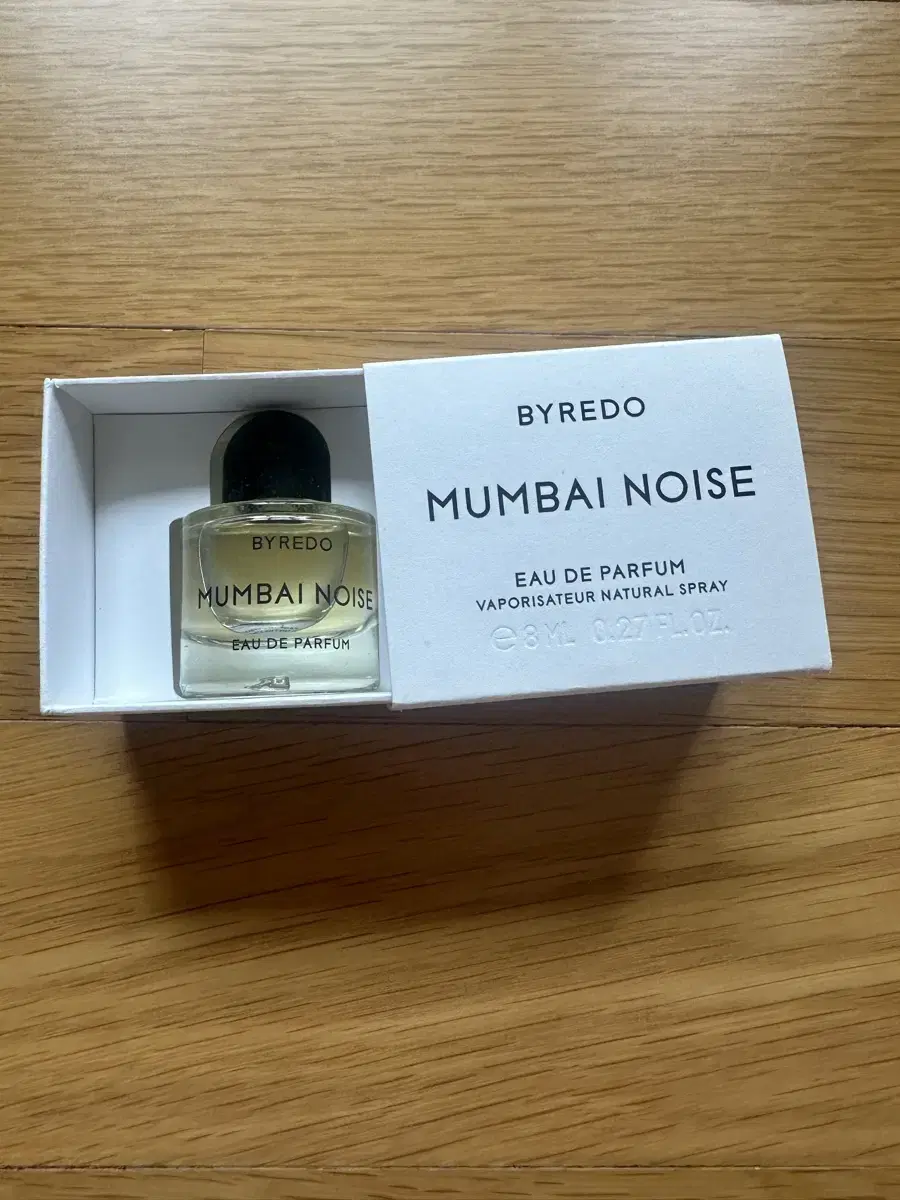 BYREDO
MUMBAI NOISE
EAU DE PARFUM
BYREDO
MUMBAI NOISE
EAU DE PARFUM
VAPORISATEUR NATURAL SPRAY
e 8 ML 0.27 FL.OZ.